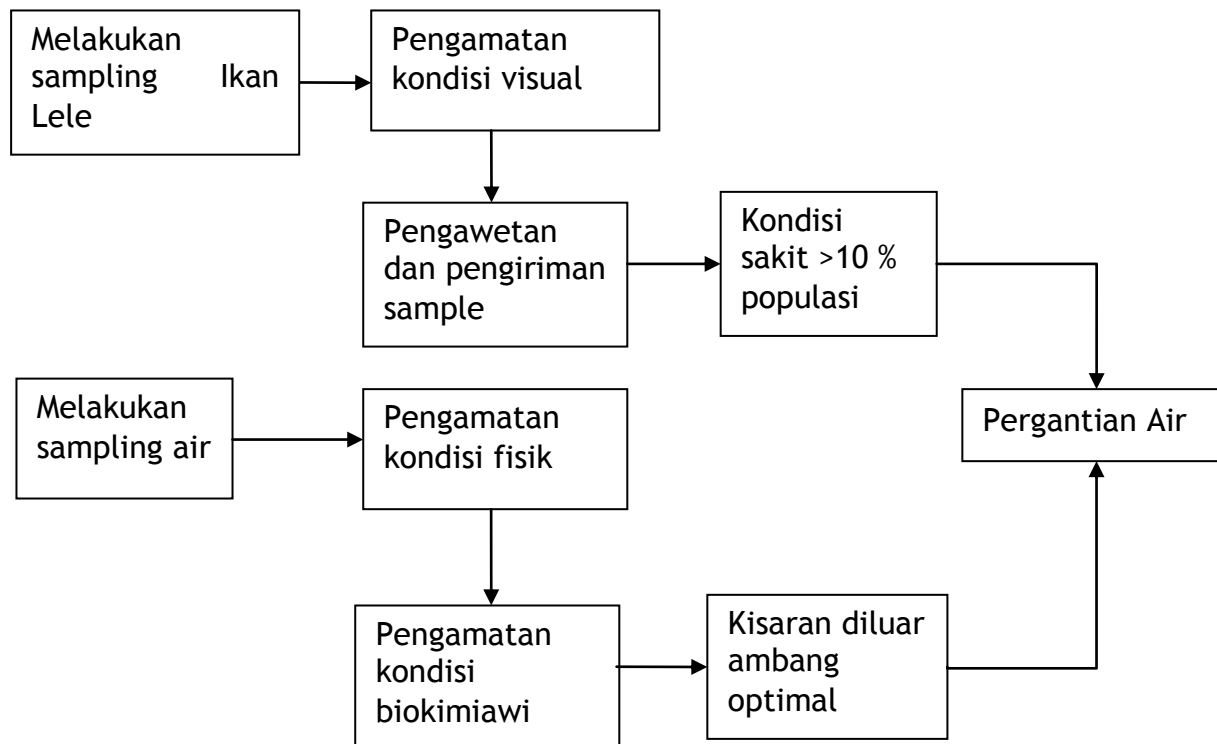 Melakukan
sampling Ikan
Lele
Pengamatan
kondisi visual
Pengawetan
dan pengiriman
sample
Kondisi
sakit >10 %
populasi
Melakukan
sampling air
Pengamatan
kondisi fisik
Pergantian Air
Pengamatan
kondisi
biokimiawi
Kisaran diluar
ambang
optimal